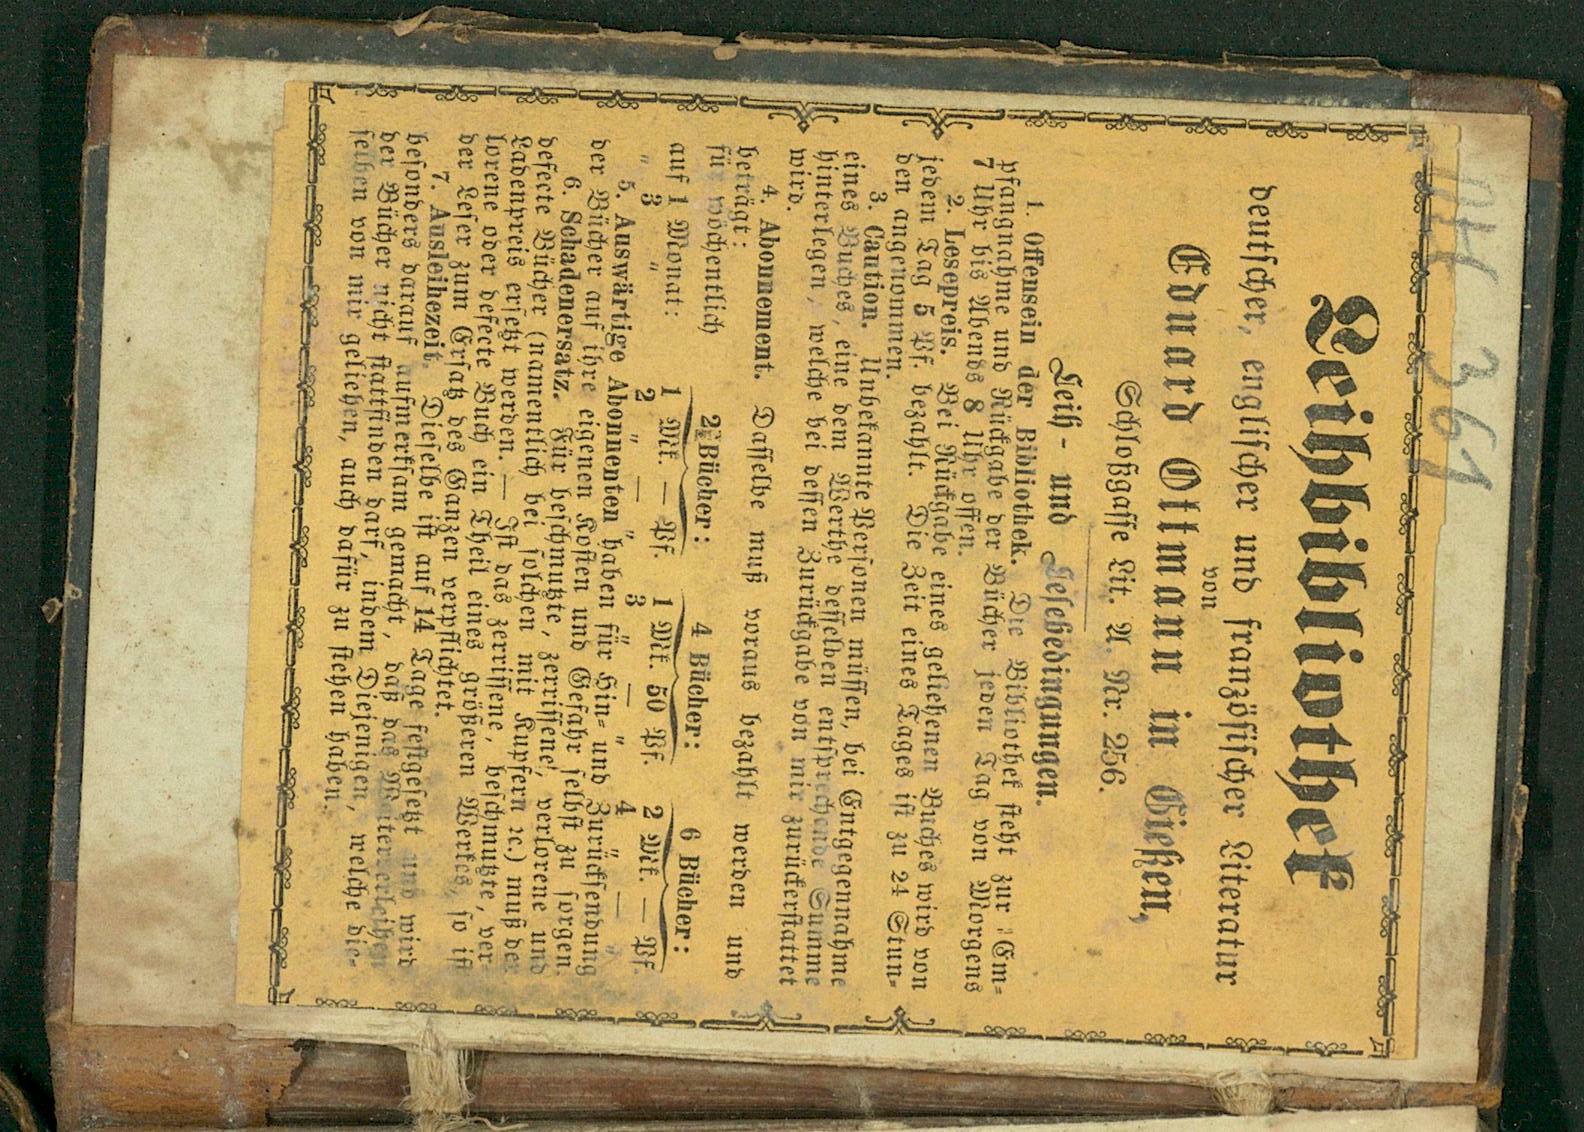 Leihbibliothek
deutscher, englischer und französischer Literatur
von
Eduard Ottmann in Gießen,
Schloßgasse Lit. A. Nr. 256.
Leih- und Lesebedingungen.
1. Offensein der Bibliothek. Die Bibliothek steht zur Em-
pfangnahme und Rückgabe der Bücher jeden Tag von Morgens
7 Uhr bis Abends 8 Uhr offen.
2. Lesepreis. Bei Rückgabe eines geliehenen Buches wird von
jedem Tag 5 Pf. bezahlt. Die Zeit eines Tages ist zu 24 Stun-
den angenommen.
3. Caution. Unbekannte Personen müssen, bei Entgegennahme
eines Buches, eine dem Werthe desselben entsprechende Summe
hinterlegen, welche bei dessen Zurückgabe von mir zurückerstattet
wird.
4. Abonnement. Dasselbe muß voraus bezahlt werden und
beträgt:
für wöchentlich 2 Bücher: 4 Bücher: 6 Bücher:
auf 1 Monat: 1 Mk. — Pf. 1 Mk. 50 Pf. 2 Mk. — Pf.
" 3 " 2 " — " 3 " — " 4 " — "
5. Auswärtige Abonnenten haben für Hin- und Zurücksendung
der Bücher auf ihre eigenen Kosten und Gefahr selbst zu sorgen.
6. Schadenersatz. Für beschmutzte, zerrissene, verlorene und
defecte Bücher (namentlich bei solchen mit Kupfern ꝛc.) muß der
Ladenpreis ersetzt werden. — Ist das zerrissene, beschmutzte, ver-
lorene oder defecte Buch ein Theil eines größeren Werkes, so ist
der Leser zum Ersatz des Ganzen verpflichtet.
7. Ausleihezeit. Dieselbe ist auf 14 Tage festgesetzt und wird
besonders darauf aufmerksam gemacht, daß das Weiterverleihen
der Bücher nicht stattfinden darf, indem Diejenigen, welche die-
selben von mir geliehen, auch dafür zu stehen haben.
361